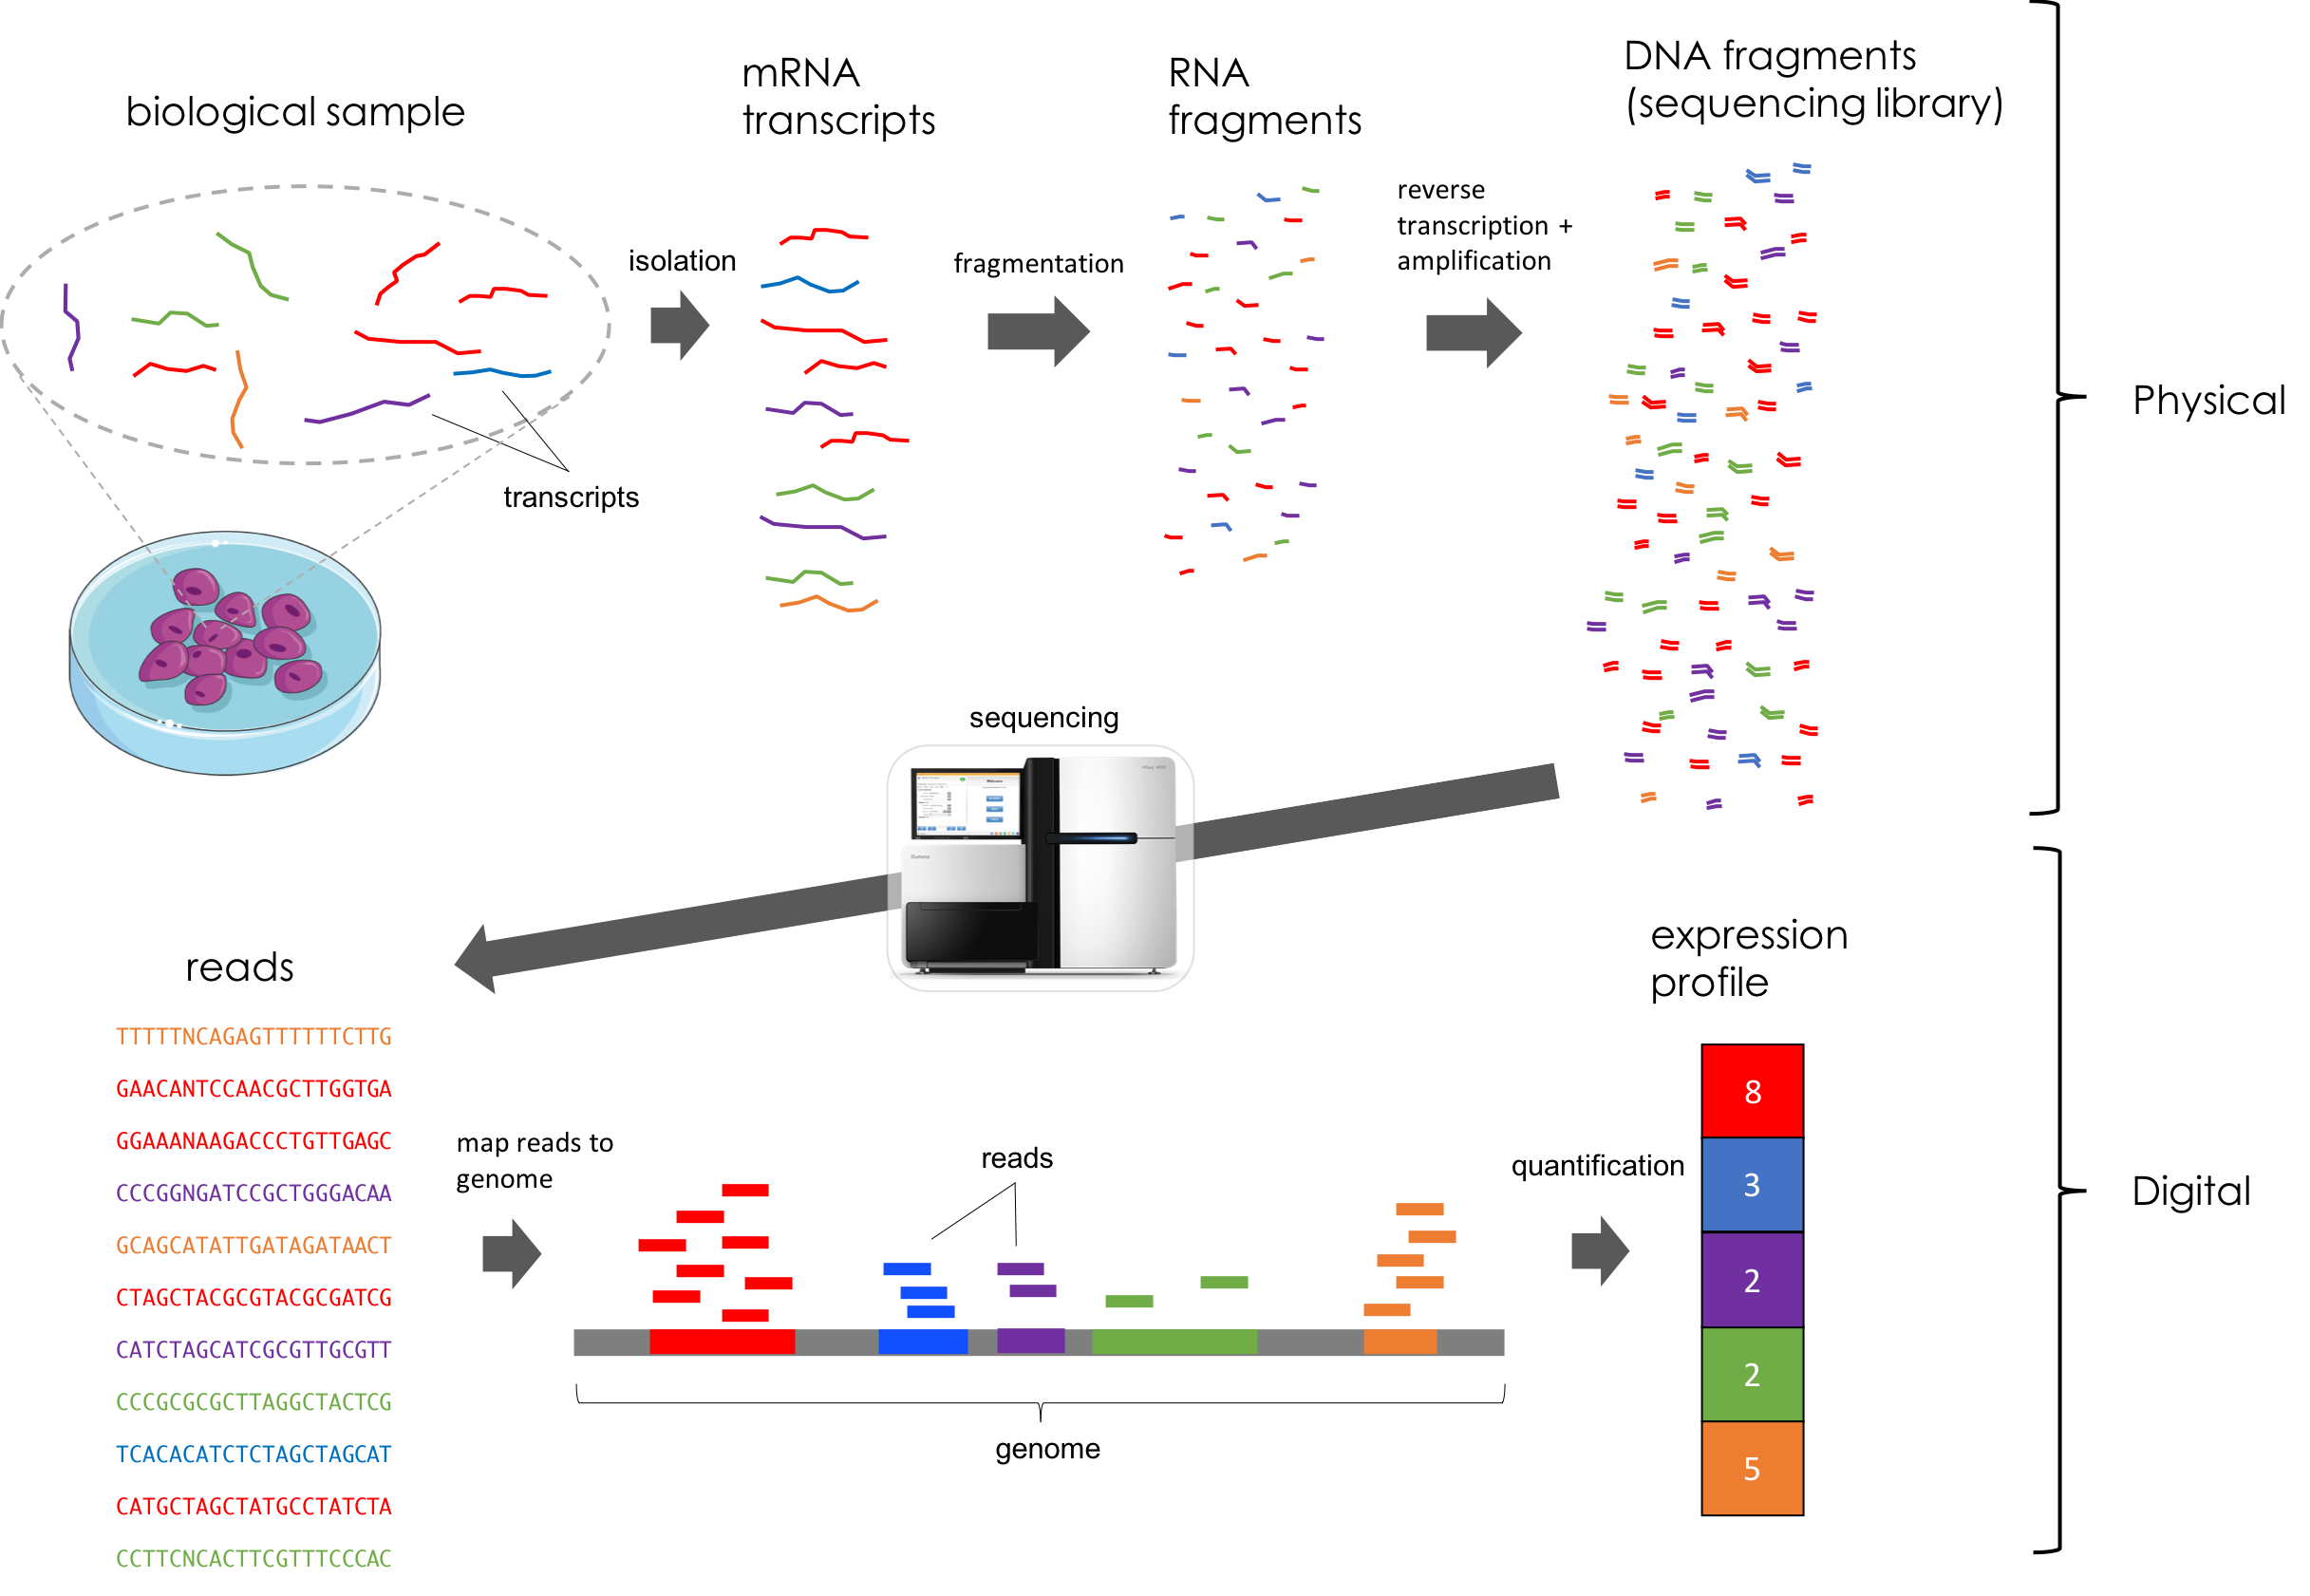 biological sample
mRNA
transcripts
RNA
fragments
DNA fragments
(sequencing library)
isolation
fragmentation
reverse
transcription +
amplification
transcripts
Physical
sequencing
Welcome
reads
TTTTTNCAGAGTTTTTTCTTG
GAACANTCCAACGCTTGGTGA
GGAAANAAGACCCTGTTGAGC
CCCGGNGATCCGCTGGGACAA
GCAGCATATTGATAGATAACT
CTAGCTACGCGTACGCGATCG
CATCTAGCATCGCGTTGCGTT
CCCGCGCGCTTAGGCTACTCG
TCACACATCTCTAGCTAGCAT
CATGCTAGCTATGCCTATCTA
CCTTCNCACTTCGTTTCCCAC
map reads to
genome
reads
genome
quantification
expression
profile
8
3
2
2
5
Digital